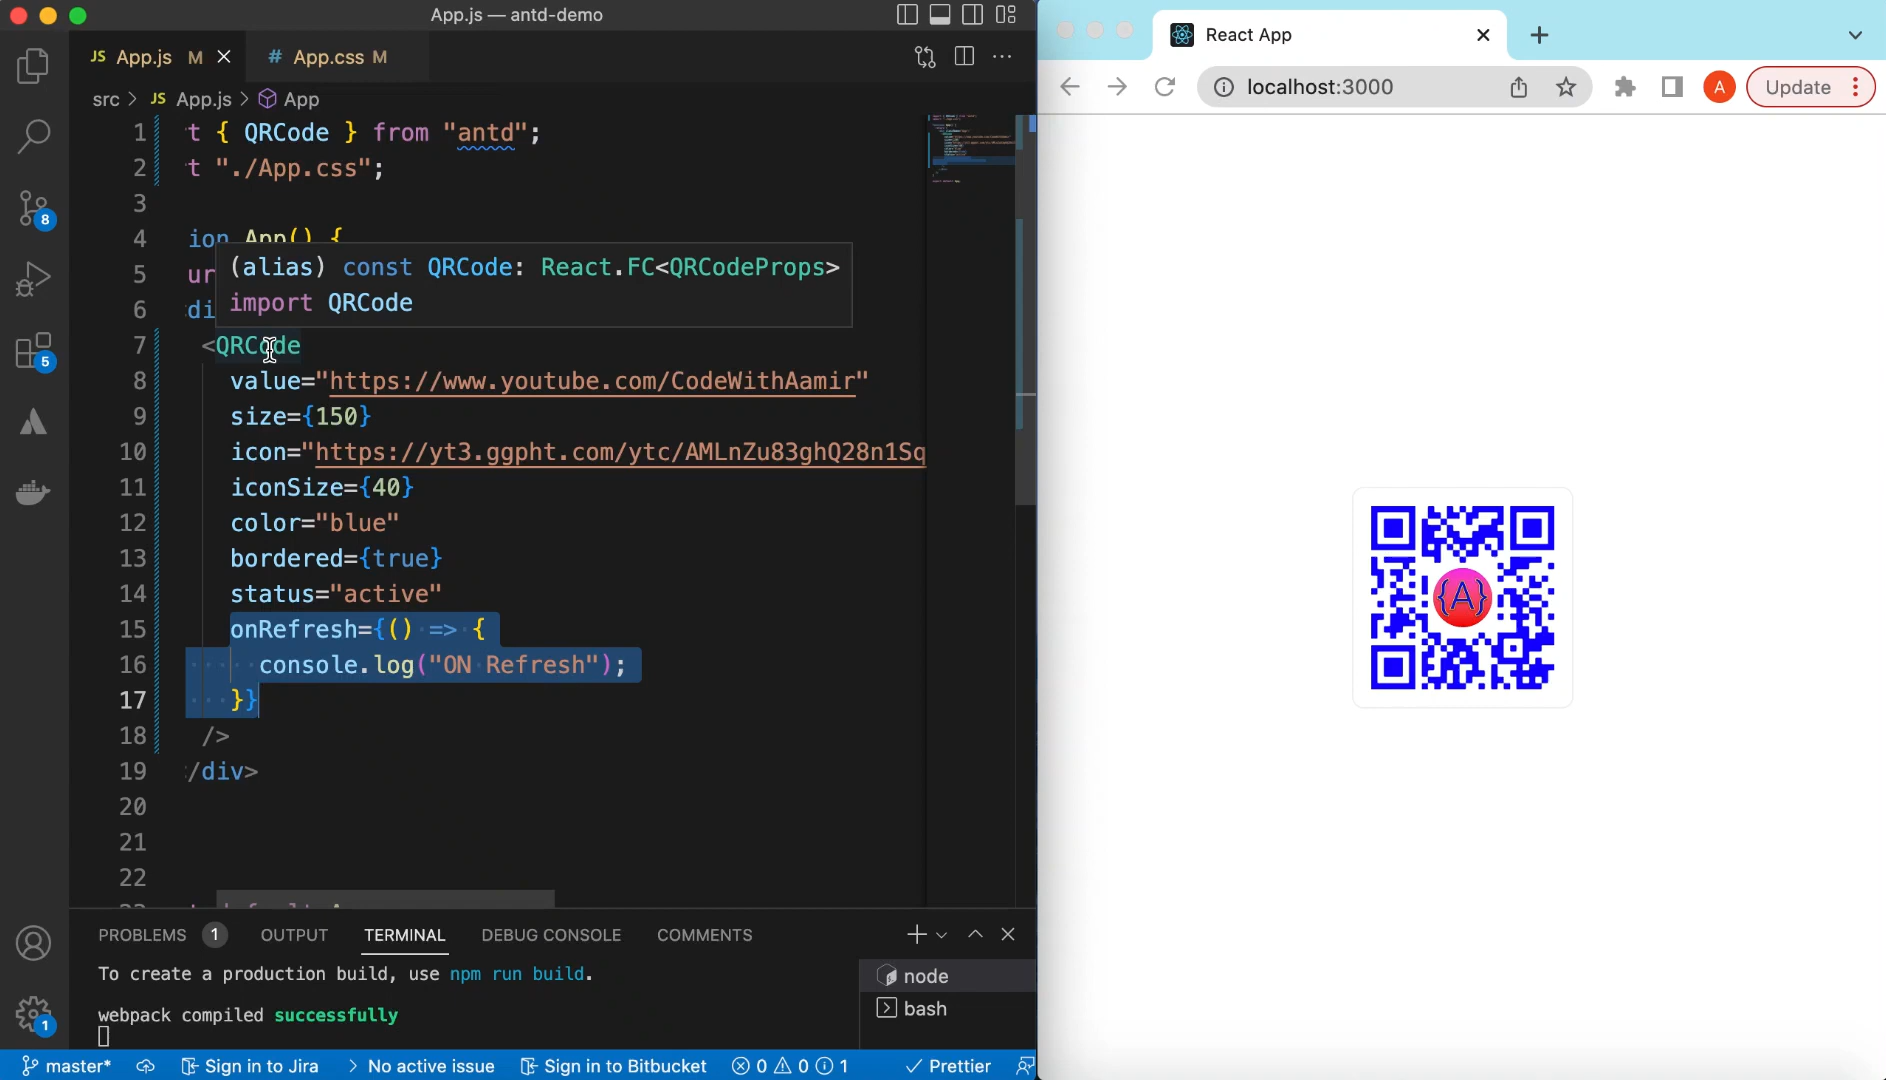 App.js — antd-demo
JS App.js M
# App.css M
src > JS App.js > App
1 t { QRCode } from "antd";
2 t "./App.css";
3
4 ion App() {
(alias) const QRCode: React.FC<QRCodeProps>
import QRCode
5 ur
6 di
7 <QRCode
8 value="https://www.youtube.com/CodeWithAamir"
9 size={150}
10 icon="https://yt3.ggpht.com/ytc/AMLnZu83ghQ28n1Sq
11 iconSize={40}
12 color="blue"
13 bordered={true}
14 status="active"
15 onRefresh={() => {
16 console.log("ON Refresh");
17 }}
18 />
19 /div>
20
21
22
8
5
1
PROBLEMS 1 OUTPUT TERMINAL DEBUG CONSOLE COMMENTS
To create a production build, use npm run build.
webpack compiled successfully
node
bash
master* Sign in to Jira > No active issue Sign in to Bitbucket 0 0 1 Prettier
React App
localhost:3000
A
Update
{A}